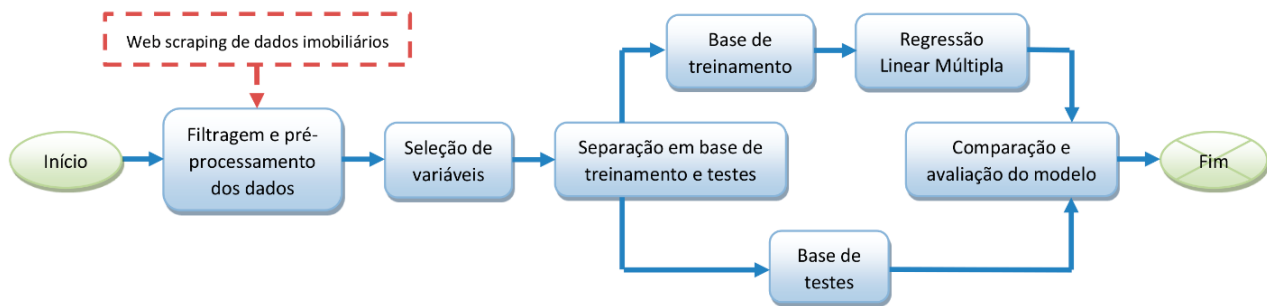 Web scraping de dados imobiliários
Início
Filtragem e pré-
processamento
dos dados
Seleção de
variáveis
Separação em base de
treinamento e testes
Base de
treinamento
Regressão
Linear Múltipla
Base de
testes
Comparação e
avaliação do modelo
Fim